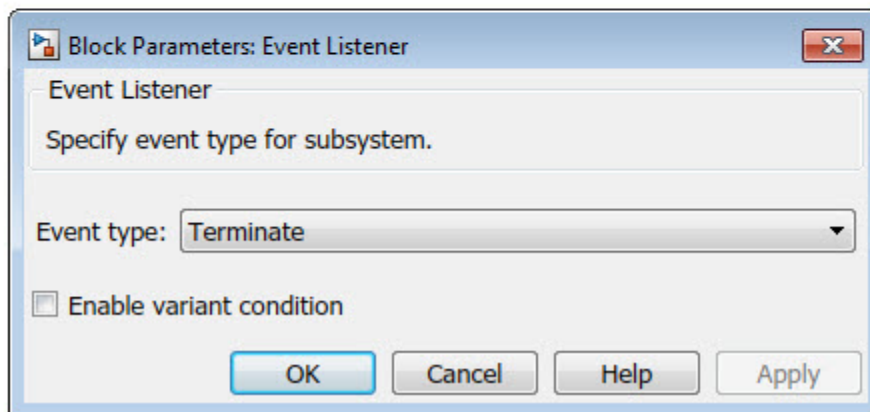 Block Parameters: Event Listener
Event Listener
Specify event type for subsystem.
Event type: Terminate
Enable variant condition
OK Cancel Help Apply